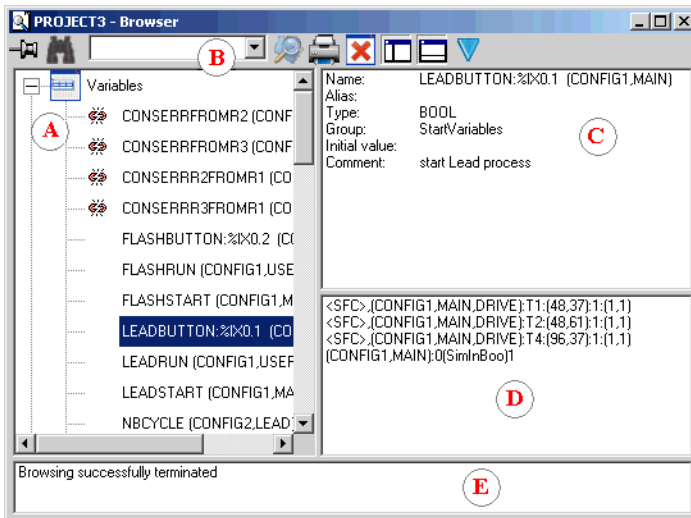 PROJECT3 - Browser
B
Variables
A
CONSERRFROMR2 (CONF
CONSERRFROMR3 (CONF
CONSERRR2FROMR1 (CO
CONSERRR3FROMR1 (CO
FLASHBUTTON:%IX0.2 (C
FLASHRUN (CONFIG1,USE
FLASHSTART (CONFIG1,M
LEADBUTTON:%IX0.1 (CO
LEADRUN (CONFIG1,USEF
LEADSTART (CONFIG1,MA
NBCYCLE (CONFIG2,LEAD
Name: LEADBUTTON:%IX0.1 (CONFIG1,MAIN)
Alias:
Type: BOOL
Group: StartVariables
Initial value:
Comment: start Lead process
C
<SFC>,(CONFIG1,MAIN,DRIVE):T1:(48,37):1:(1,1)
<SFC>,(CONFIG1,MAIN,DRIVE):T2:(48,61):1:(1,1)
<SFC>,(CONFIG1,MAIN,DRIVE):T4:(96,37):1:(1,1)
(CONFIG1,MAIN):0(SimInBoo)1
D
Browsing successfully terminated
E